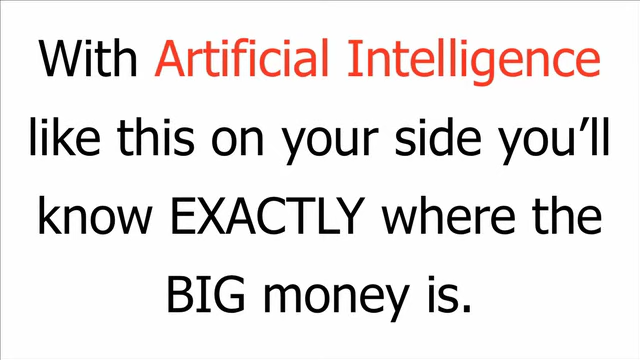 With Artificial Intelligence
like this on your side you’ll
know EXACTLY where the
BIG money is.